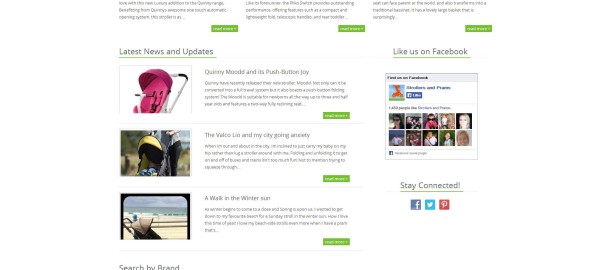 love with this new Luxury addition to the Quinny range.
Benefitting from Quinnys awesome one touch automatic
opening system, this stroller is as...
read more >
Like its forerunner, the Pliko Switch provides outstanding
performance, offering features such as a compact and
lightweight fold, telescopic handles, and rear toddler...
read more >
seat can face parent or the world, and also transforms into a
traditional basinet. It has a lovely large basket that is
surprisingly.
read more >
Latest News and Updates
Quinny Moodd and its Push-Button Joy
Quinny have recently released their new stroller, Moodd. Not only can it be
converted into a full travel system but it also boasts a push-button folding
system! The Moodd is suitable for newborns all the way up to three and half
year olds and features a two-way fully reclining seat...
read more >
The Valco Lio and my city going anxiety
When I'm out and about in the city, I'm inclined to just carry my baby on my
hip rather than lug a stroller around with me. Folding and unfolding it to get
on and off of buses and trains isn't too much fun not to mention trying to
squeeze through...
read more >
A Walk in the Winter sun
As winter begins to come to a close and Spring is upon us, I wanted to get
down to my favourite beach for a Sunday stroll in the winter sun. How I love
this time of year! I love my beach-side strolls even more when I have a pram
that's...
read more >
Search by Brand
Like us on Facebook
Find us on Facebook
Strollers and Prams
Like
people like Strollers and Prams.
Facebook social plugin
Stay Connected!